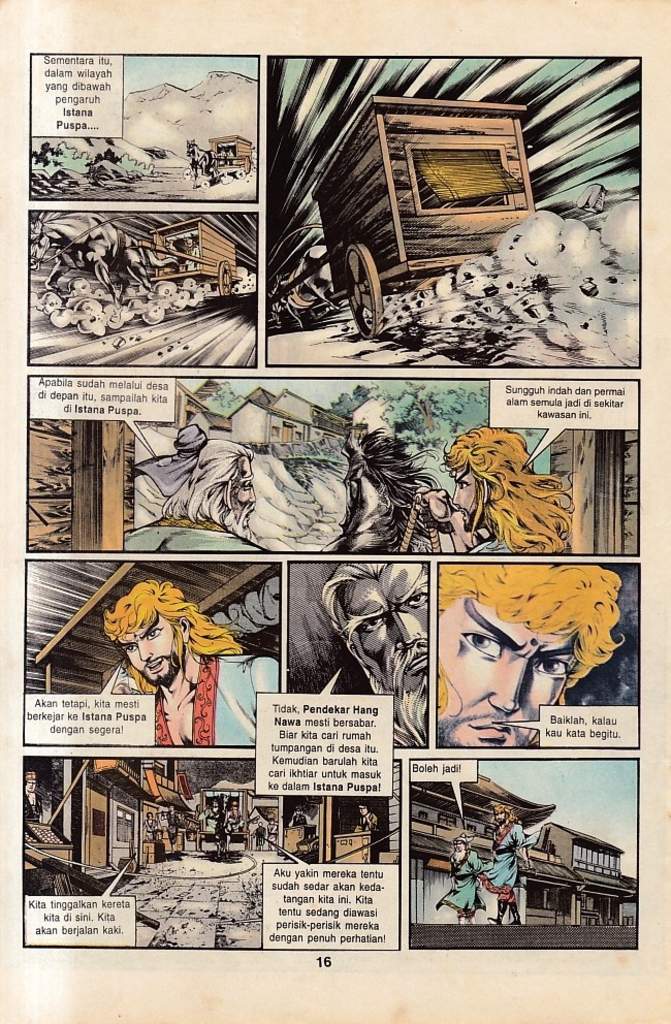 Sementara itu,
dalam wilayah
yang dibawah
pengaruh
Istana
Puspa....
Apabila sudah melalui desa
di depan itu, sampailah kita
di Istana Puspa.
Sungguh indah dan permai
alam semula jadi di sekitar
kawasan ini.
Akan tetapi, kita mesti
berkejar ke Istana Puspa
dengan segera!
Tidak, Pendekar Hang
Nawa mesti bersabar.
Biar kita cari rumah
tumpangan di desa itu.
Kemudian barulah kita
cari ikhtiar untuk masuk
ke dalam Istana Puspa!
Baiklah, kalau
kau kata begitu.
Kita tinggalkan kereta
kita di sini. Kita
akan berjalan kaki.
Aku yakin mereka tentu
sudah sedar akan keda-
tangan kita ini. Kita
tentu sedang diawasi
perisik-perisik mereka
dengan penuh perhatian!
Boleh jadi!
16